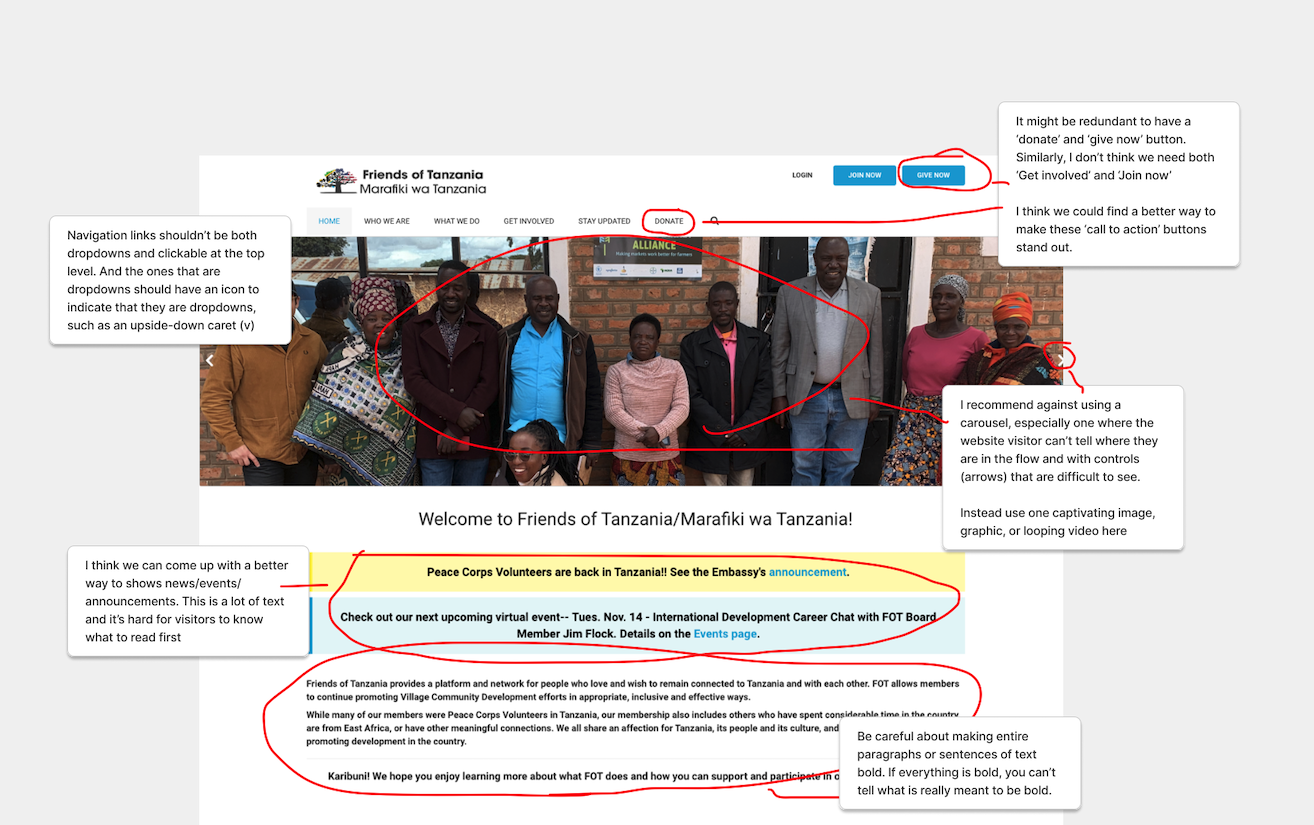 It might be redundant to have a
‘donate’ and ‘give now’ button.
Similarly, I don’t think we need both
‘Get involved’ and ‘Join now’
I think we could find a better way to
make these ‘call to action’ buttons
stand out.
Friends of Tanzania
Marafiki wa Tanzania
LOGIN
JOIN NOW
GIVE NOW
HOME
WHO WE ARE
WHAT WE DO
GET INVOLVED
STAY UPDATED
DONATE
Navigation links shouldn’t be both
dropdowns and clickable at the top
level. And the ones that are
dropdowns should have an icon to
indicate that they are dropdowns,
such as an upside-down caret (v)
ALLIANCE
Making markets work better for farmers
I recommend against using a
carousel, especially one where the
website visitor can’t tell where they
are in the flow and with controls
(arrows) that are difficult to see.
Instead use one captivating image,
graphic, or looping video here
Welcome to Friends of Tanzania/Marafiki wa Tanzania!
I think we can come up with a better
way to shows news/events/
announcements. This is a lot of text
and it’s hard for visitors to know
what to read first
Peace Corps Volunteers are back in Tanzania!! See the Embassy's announcement.
Check out our next upcoming virtual event-- Tues. Nov. 14 - International Development Career Chat with FOT Board
Member Jim Flock. Details on the Events page.
Friends of Tanzania provides a platform and network for people who love and wish to remain connected to Tanzania and with each other. FOT allows members
to continue promoting Village Community Development efforts in appropriate, inclusive and effective ways.
While many of our members were Peace Corps Volunteers in Tanzania, our membership also includes others who have spent considerable time in the country,
are from East Africa, or have other meaningful connections. We all share an affection for Tanzania, its people and its culture, and
promoting development in the country.
Karibuni! We hope you enjoy learning more about what FOT does and how you can support and participate in
Be careful about making entire
paragraphs or sentences of text
bold. If everything is bold, you can’t
tell what is really meant to be bold.